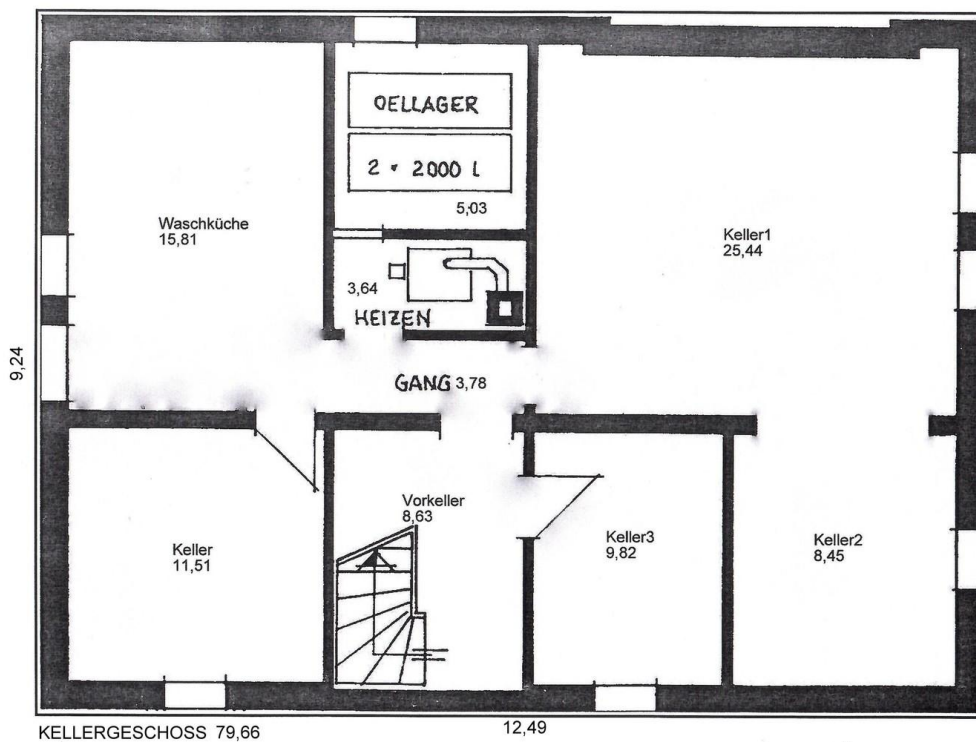 OELLAGER
2 * 2000 l
5,03
Waschküche
15,81
Keller1
25,44
3,64
HEIZEN
GANG 3,78
9,24
Vorkeller
8,63
Keller
11,51
Keller3
9,82
Keller2
8,45
KELLERGESCHOSS 79,66
12,49